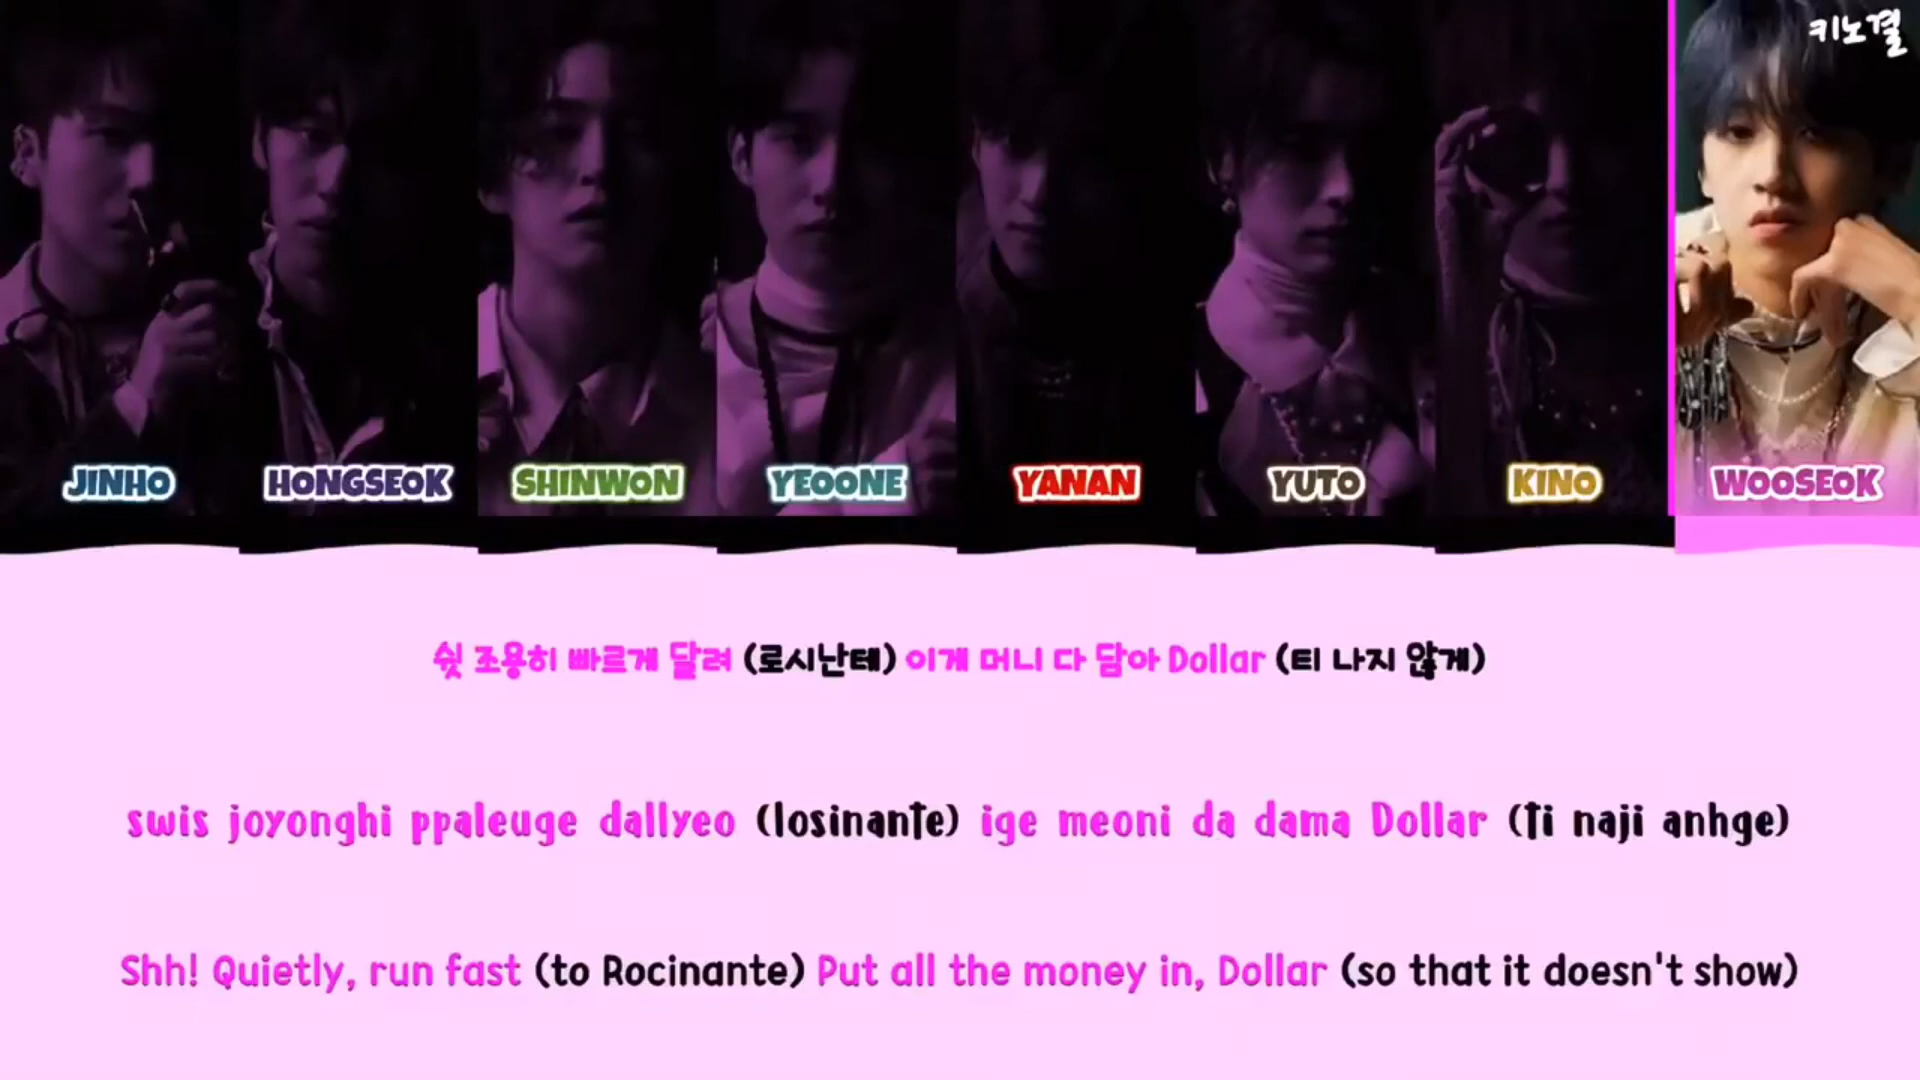 키노결
JINHO HONGSEOK SHINWON YEOONE YANAN YUTO KINO WOOSEOK
쉿 조용히 빠르게 달려 (로시난테) 이게 머니 다 담아 Dollar (티 나지 않게)
swis joyonghi ppaleuge dallyeo (losinante) ige meoni da dama Dollar (ti naji anhge)
Shh! Quietly, run fast (to Rocinante) Put all the money in, Dollar (so that it doesn't show)